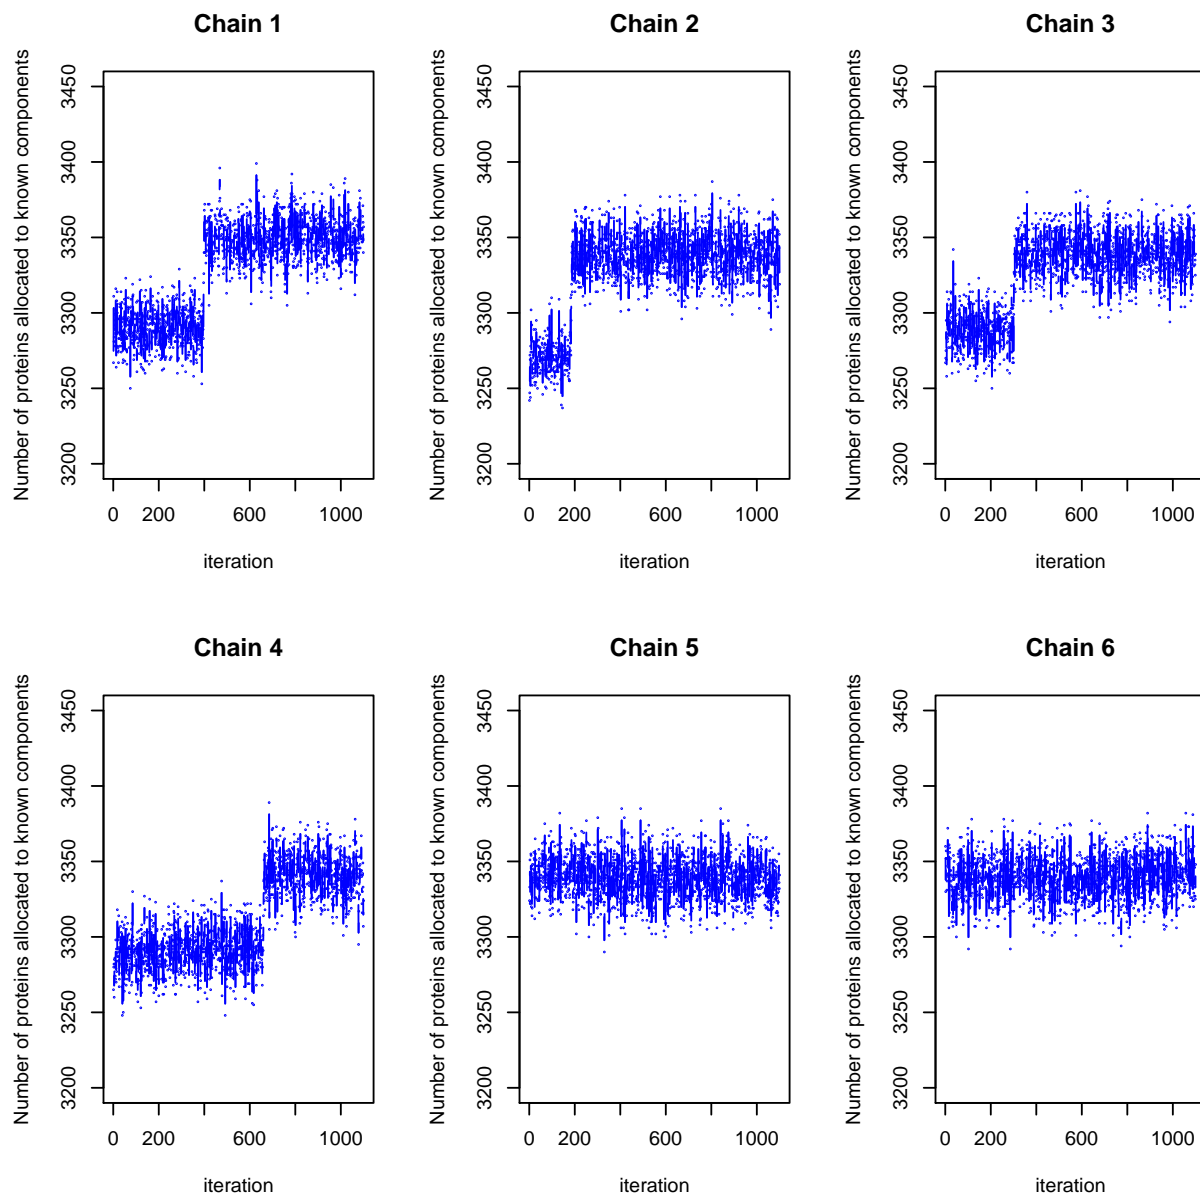 Chain 1
Number of proteins allocated to known components
3200 3250 3300 3350 3400 3450
0 200 600 1000
iteration
Chain 2
Number of proteins allocated to known components
3200 3250 3300 3350 3400 3450
0 200 600 1000
iteration
Chain 3
Number of proteins allocated to known components
3200 3250 3300 3350 3400 3450
0 200 600 1000
iteration
Chain 4
Number of proteins allocated to known components
3200 3250 3300 3350 3400 3450
0 200 600 1000
iteration
Chain 5
Number of proteins allocated to known components
3200 3250 3300 3350 3400 3450
0 200 600 1000
iteration
Chain 6
Number of proteins allocated to known components
3200 3250 3300 3350 3400 3450
0 200 600 1000
iteration